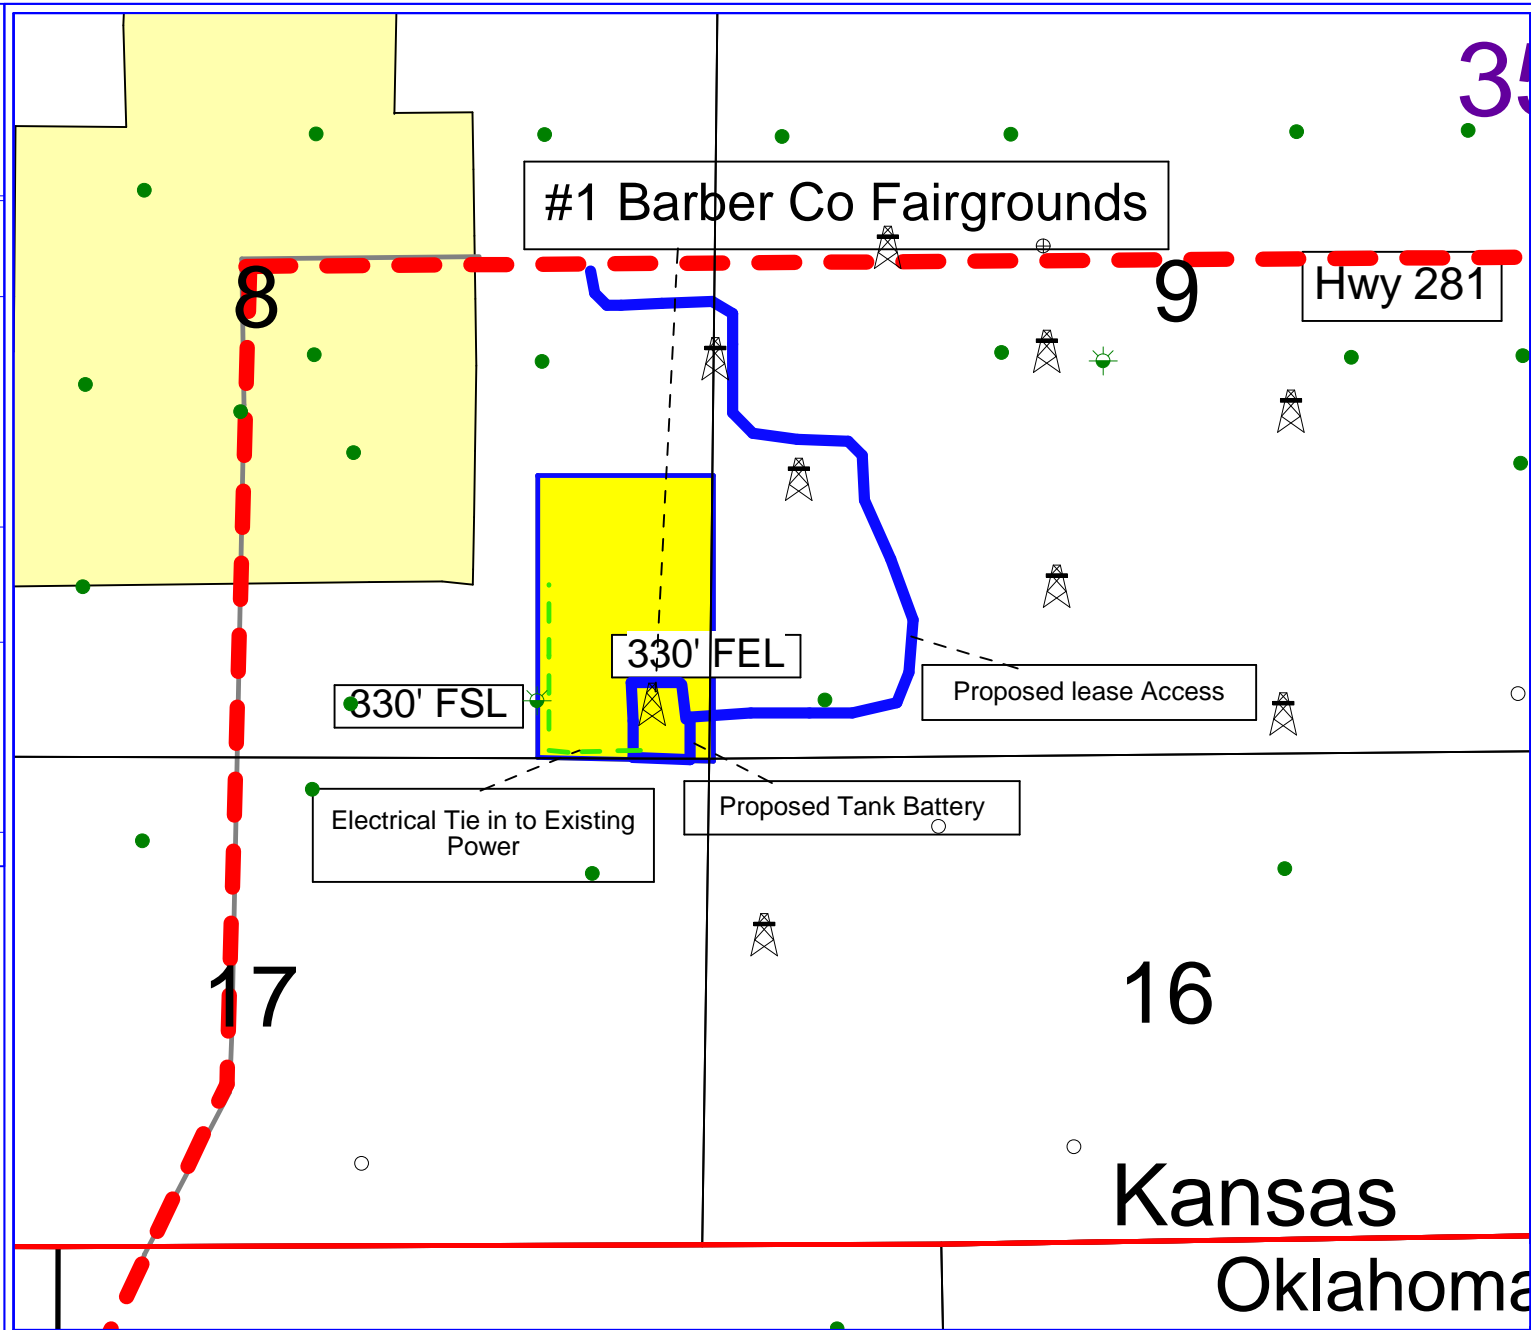 35
#1 Barber Co Fairgrounds
8
9
Hwy 281
330' FEL
330' FSL
Proposed lease Access
Electrical Tie in to Existing
Power
Proposed Tank Battery
17
16
Kansas
Oklahoma